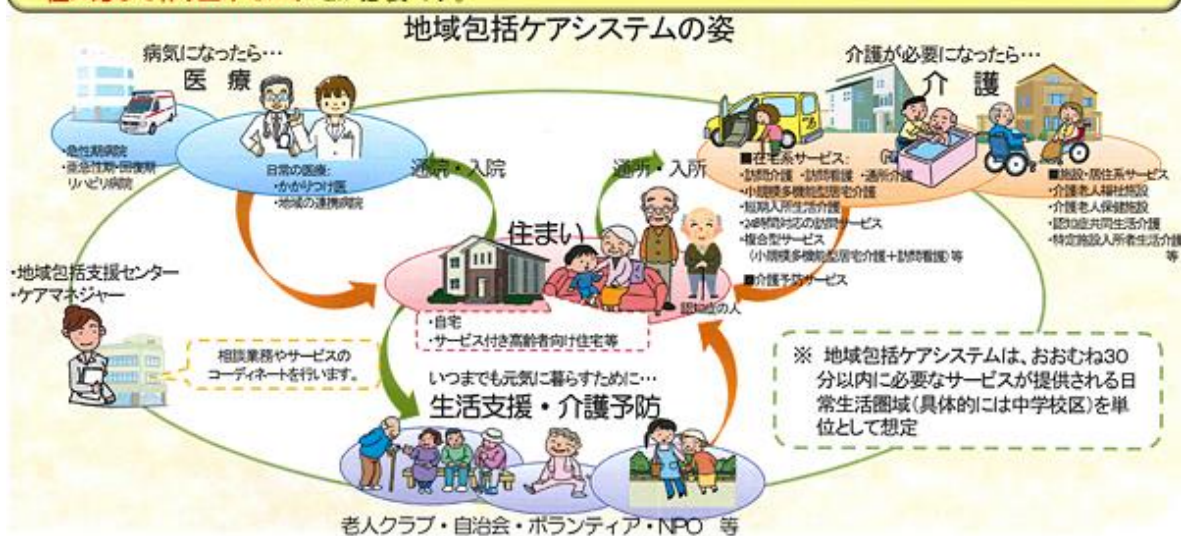 地域包括ケアシステムの姿
病気になったら…
医 療
介護が必要になったら…
介 護
・急性期病院
・亜急性期・回復期
リハビリ病院
日常の医療:
・かかりつけ医
・地域の連携病院
通院・入院
通所・入所
■在宅系サービス:
・訪問介護 ・訪問看護 ・通所介護
・小規模多機能型居宅介護
・短期入所生活介護
・24時間対応の訪問サービス
・複合型サービス
(小規模多機能型居宅介護+訪問看護)等
■介護予防サービス
■施設・居住系サービス
・介護老人福祉施設
・介護老人保健施設
・認知症共同生活介護
・特定施設入所者生活介護
等
住まい
認知症の人
・自宅
・サービス付き高齢者向け住宅等
・地域包括支援センター
・ケアマネジャー
相談業務やサービスの
コーディネートを行います。
いつまでも元気に暮らすために…
生活支援・介護予防
※ 地域包括ケアシステムは、おおむね30
分以内に必要なサービスが提供される日
常生活圏域(具体的には中学校区)を単
位として想定
老人クラブ・自治会・ボランティア・NPO 等